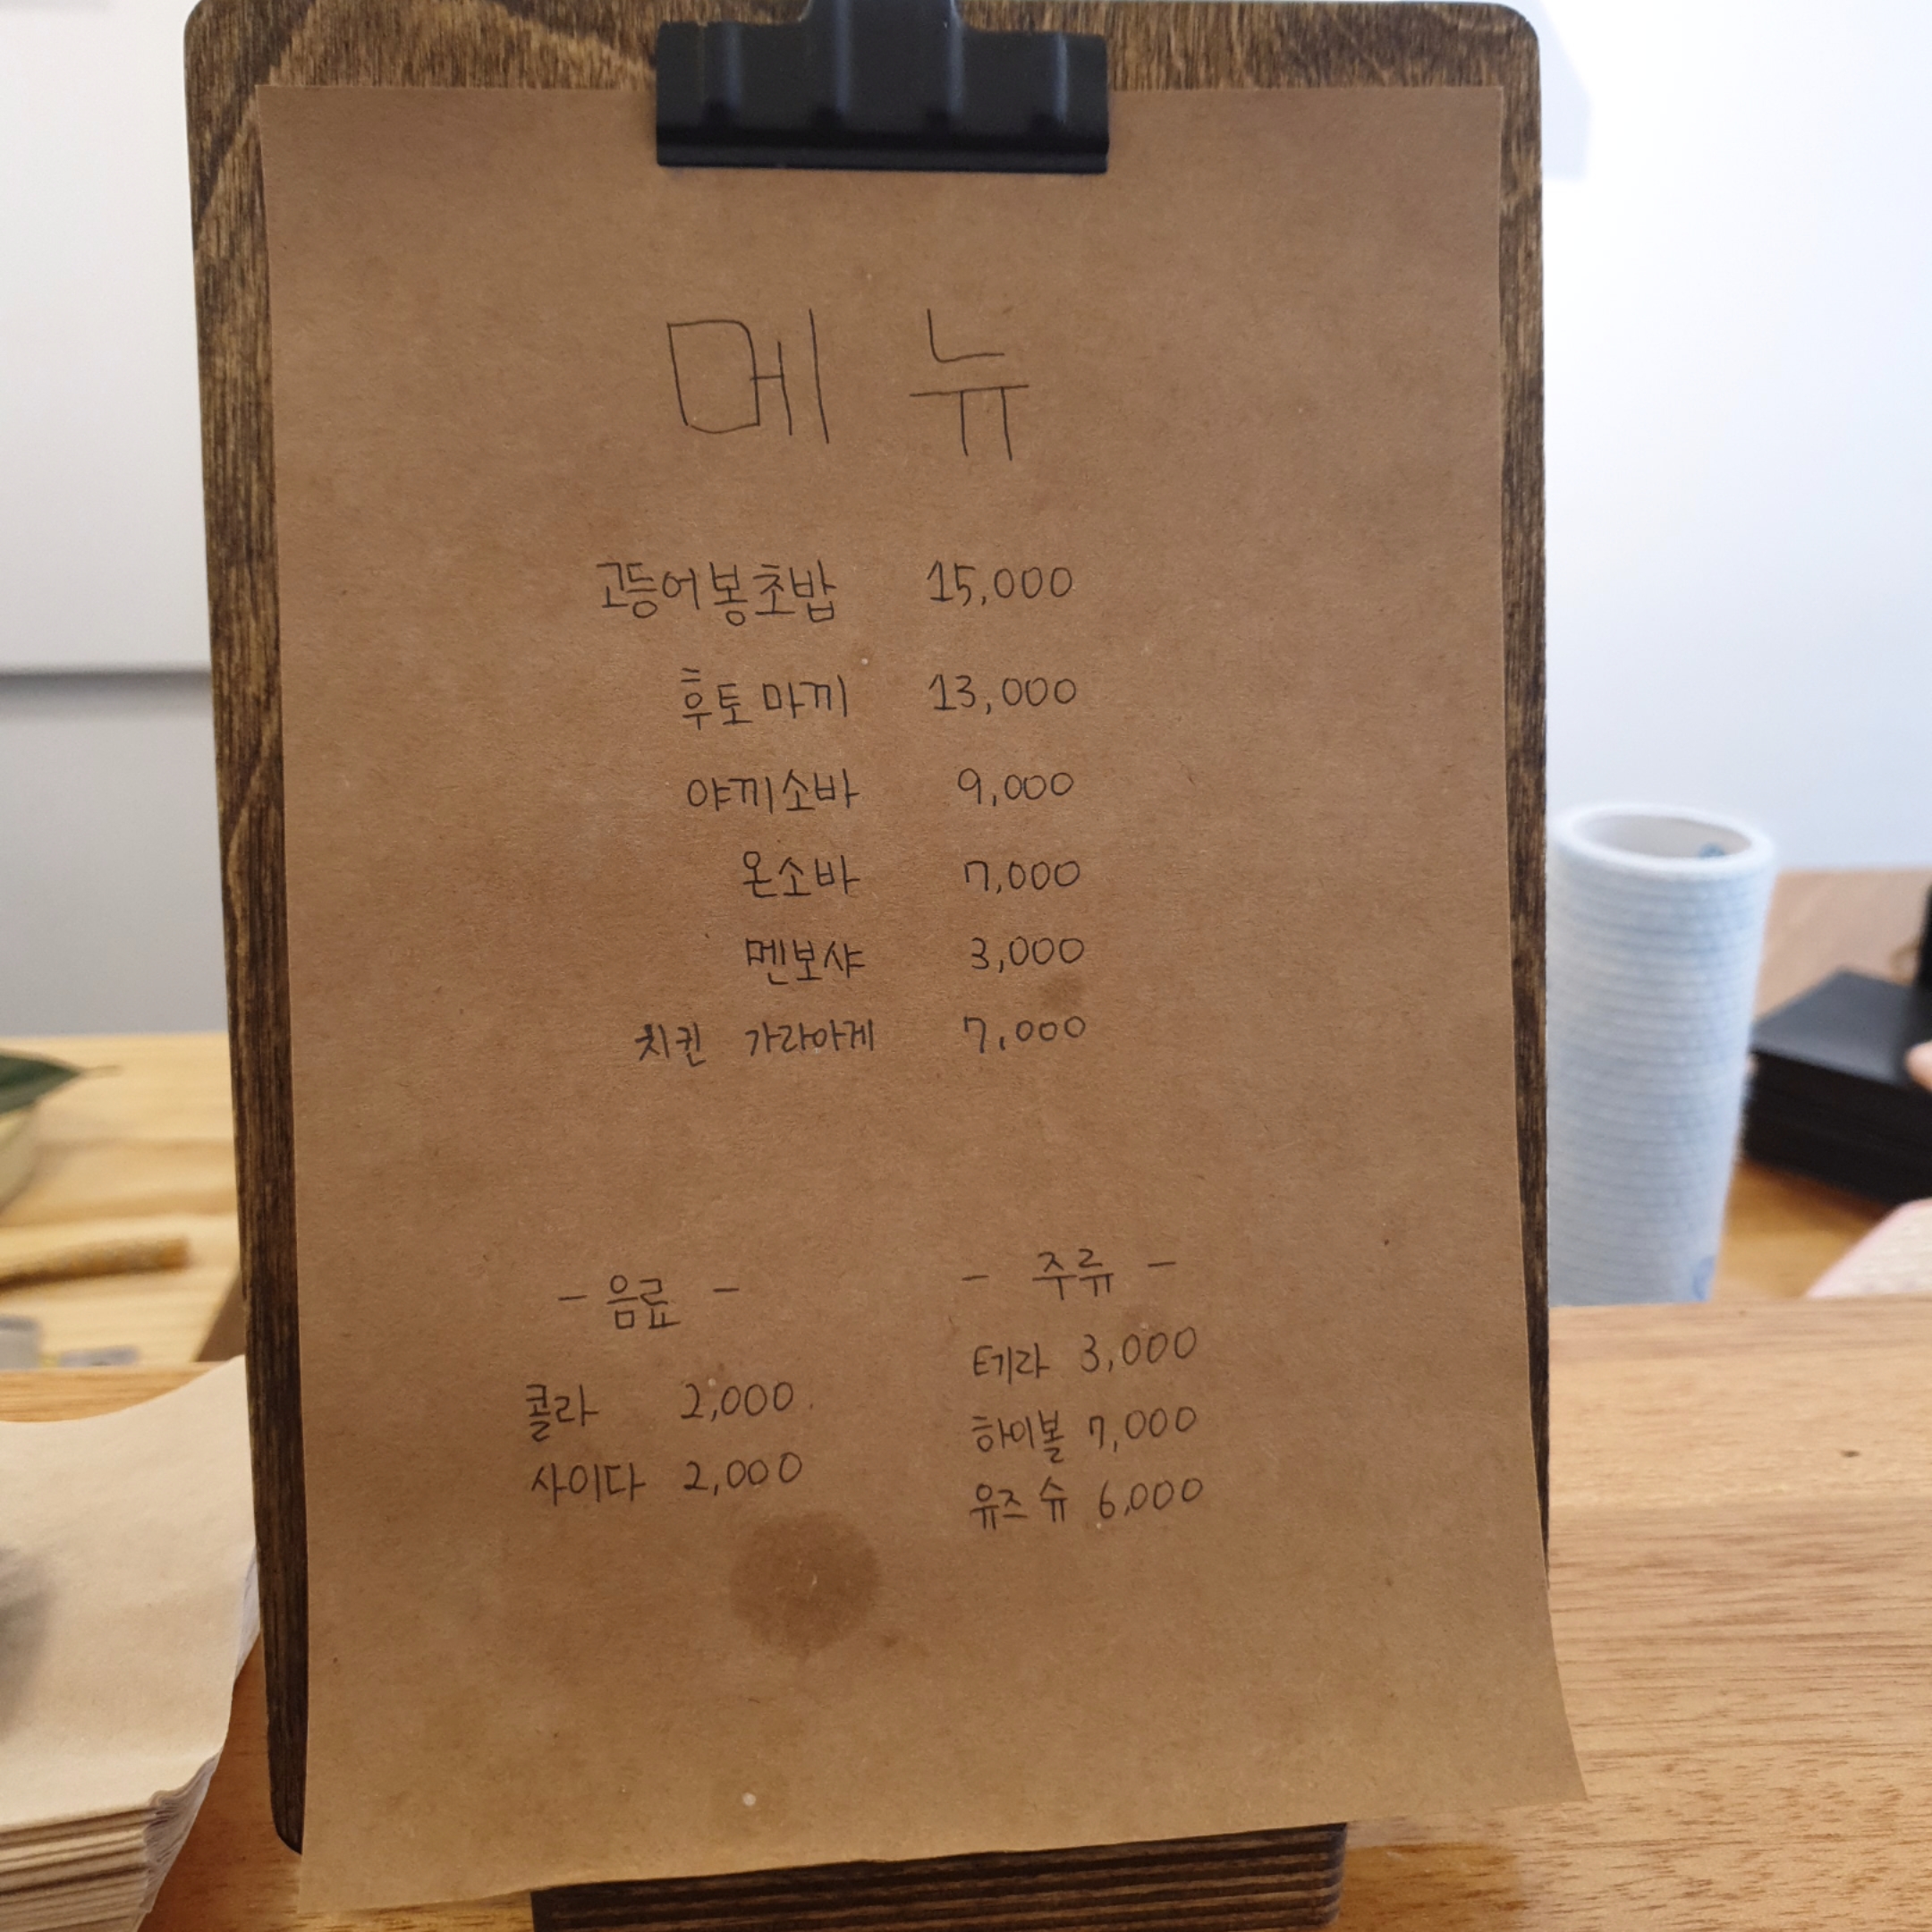 메뉴
고등어봉초밥 15,000
후토마끼 13,000
야끼소바 9,000
온소바 7,000
멘보샤 3,000
치킨 가라아게 7,000
- 음료 -
콜라 2,000
사이다 2,000
- 주류 -
테라 3,000
하이볼 7,000
유즈슈 6,000